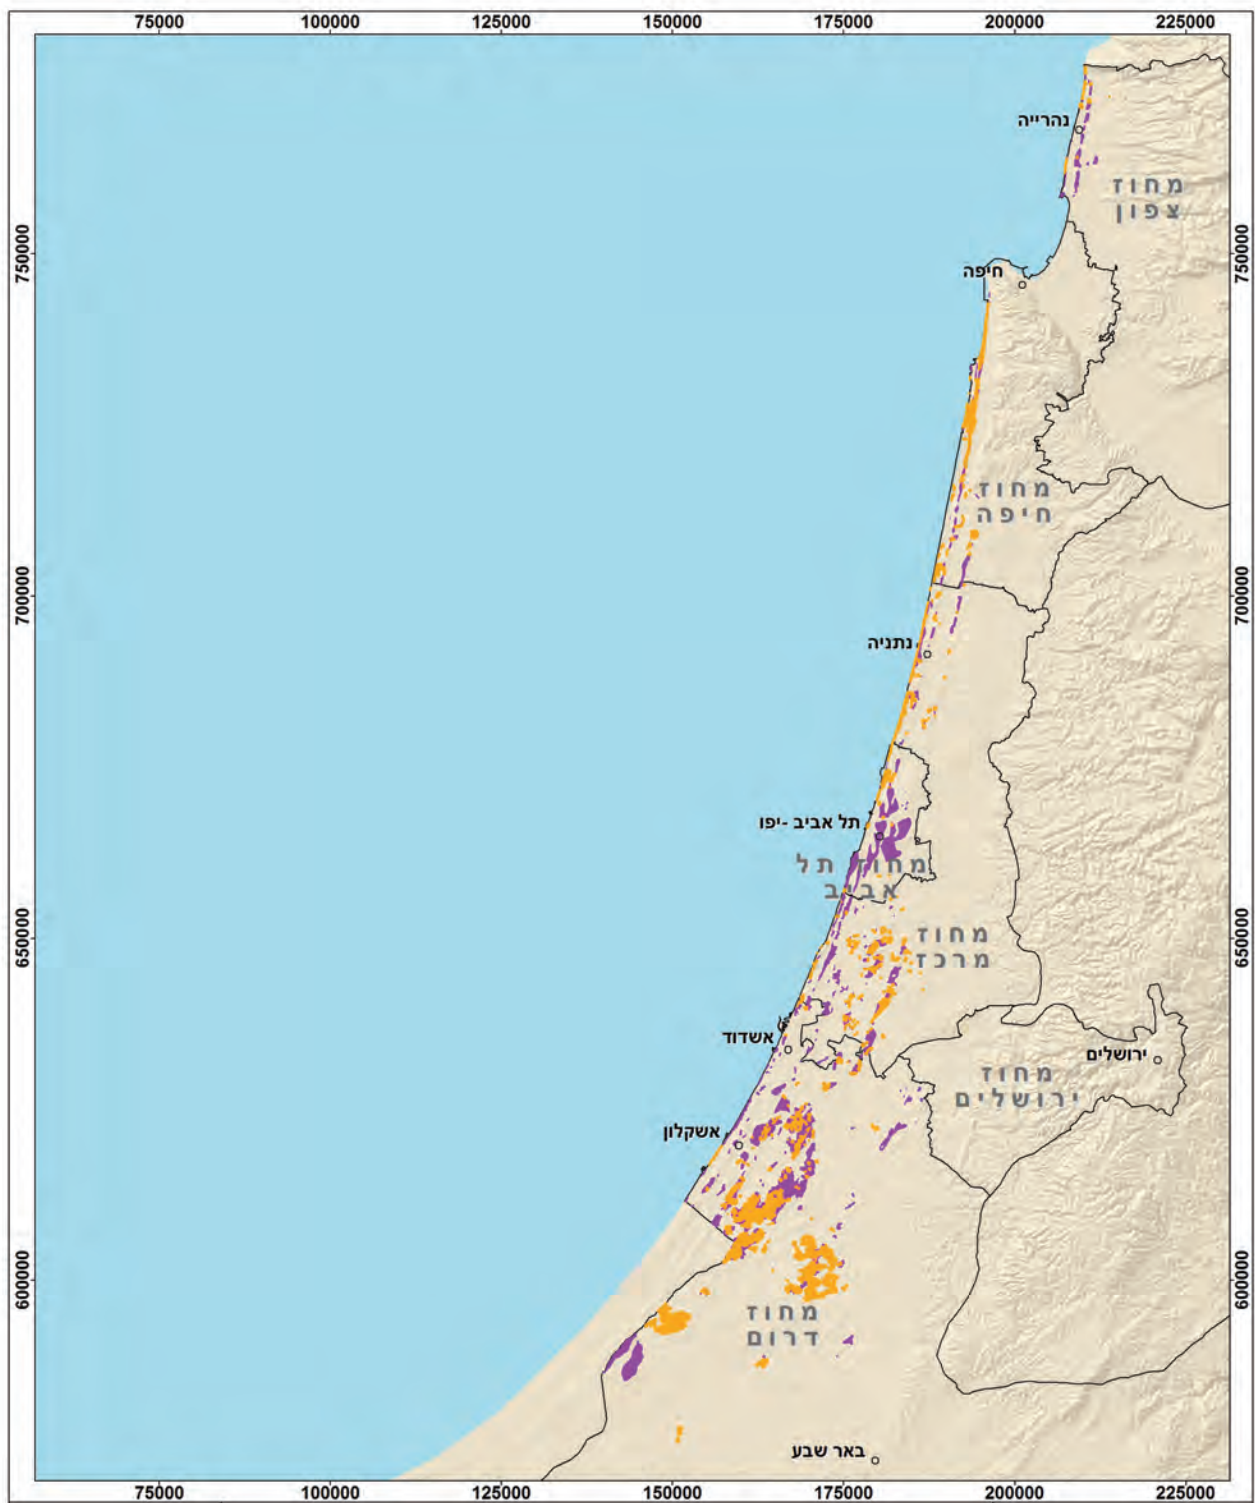 75000 100000 125000 150000 175000 200000 225000
נהרייה
מחוז
צפון
750000 750000
חיפה
מחוז
חיפה
700000 700000
נתניה
תל אביב -יפו
מחוז תל
אביב
מחוז
מרכז
650000 650000
אשדוד
ירושלים
מחוז
ירושלים
אשקלון
600000 600000
מחוז
דרום
באר שבע
75000 100000 125000 150000 175000 200000 225000